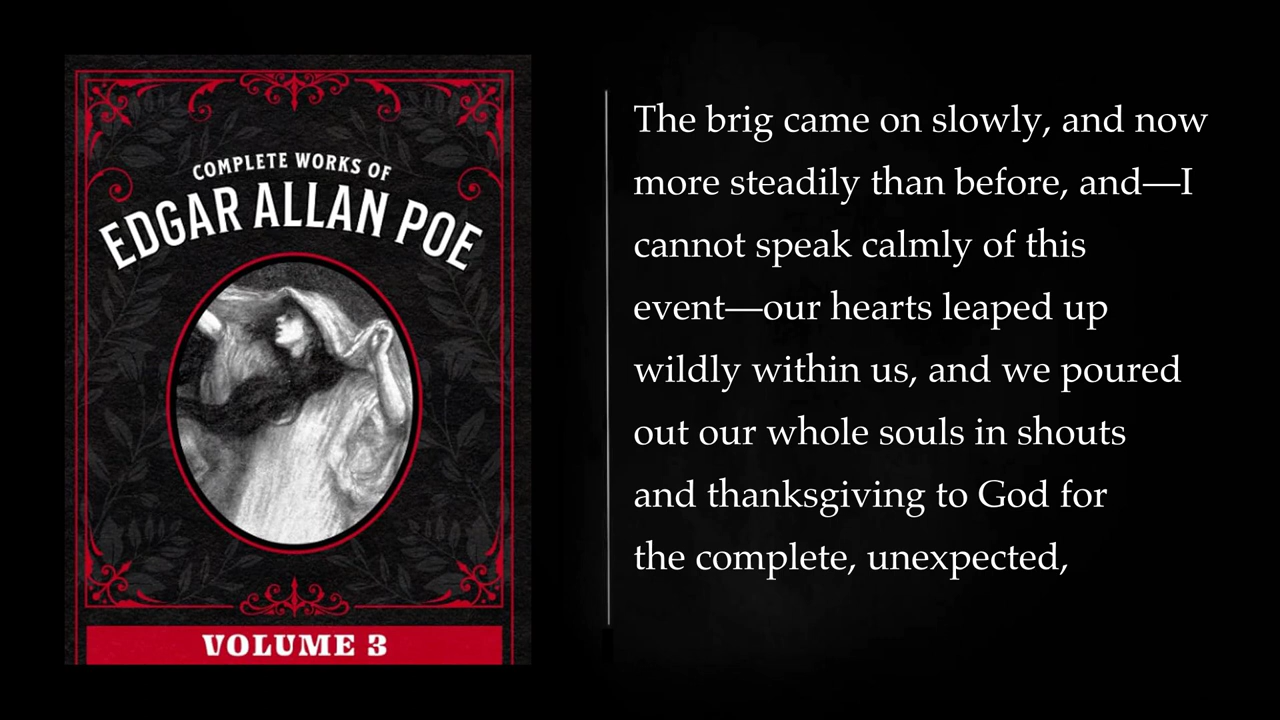 COMPLETE WORKS OF
EDGAR ALLAN POE
VOLUME 3
The brig came on slowly, and now
more steadily than before, and—I
cannot speak calmly of this
event—our hearts leaped up
wildly within us, and we poured
out our whole souls in shouts
and thanksgiving to God for
the complete, unexpected,